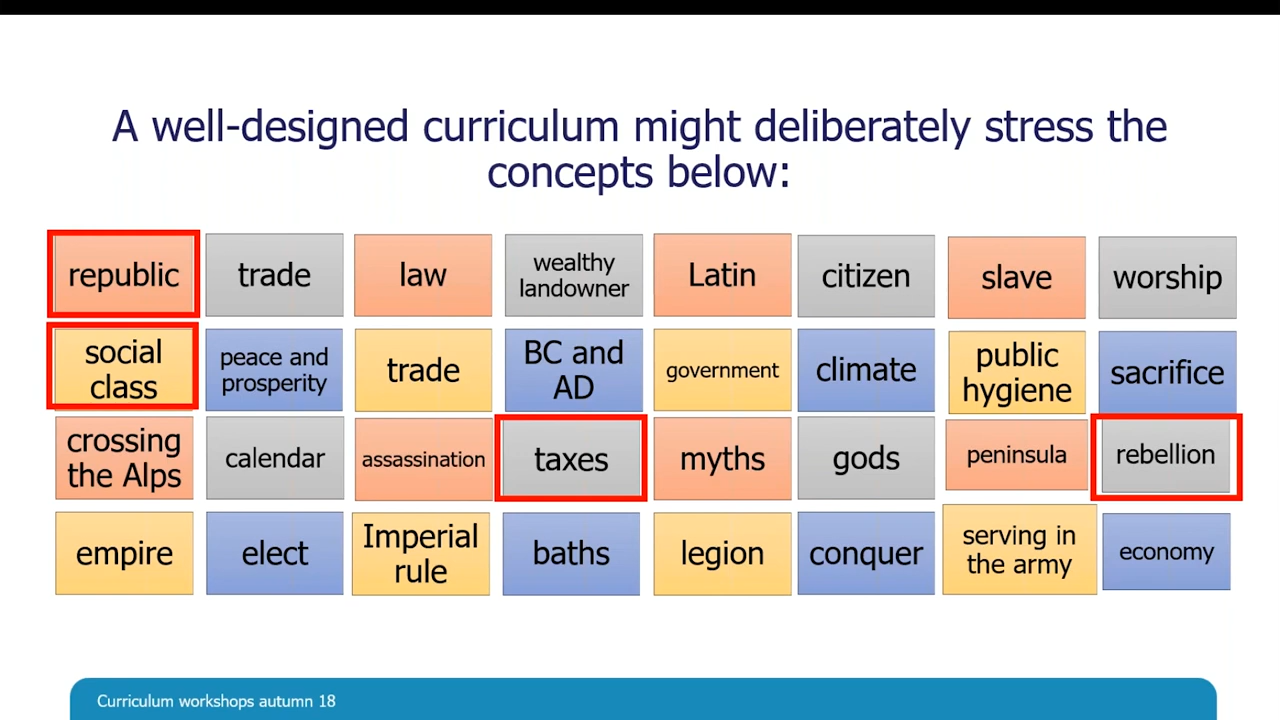 A well-designed curriculum might deliberately stress the
concepts below:
republic
trade
law
wealthy
landowner
Latin
citizen
slave
worship
social
class
peace and
prosperity
trade
BC and
AD
government
climate
public
hygiene
sacrifice
crossing
the Alps
calendar
assassination
taxes
myths
gods
peninsula
rebellion
empire
elect
Imperial
rule
baths
legion
conquer
serving in
the army
economy
Curriculum workshops autumn 18